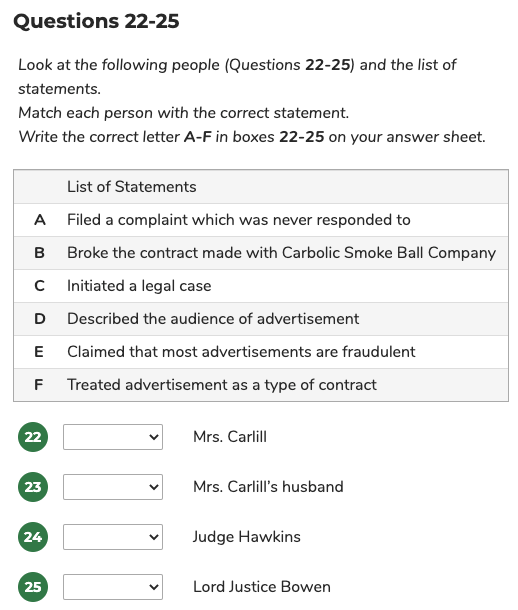 Questions 22-25
Look at the following people (Questions 22-25) and the list of
statements.
Match each person with the correct statement.
Write the correct letter A-F in boxes 22-25 on your answer sheet.
List of Statements
A Filed a complaint which was never responded to
B Broke the contract made with Carbolic Smoke Ball Company
C Initiated a legal case
D Described the audience of advertisement
E Claimed that most advertisements are fraudulent
F Treated advertisement as a type of contract
22 Mrs. Carlill
23 Mrs. Carlill’s husband
24 Judge Hawkins
25 Lord Justice Bowen